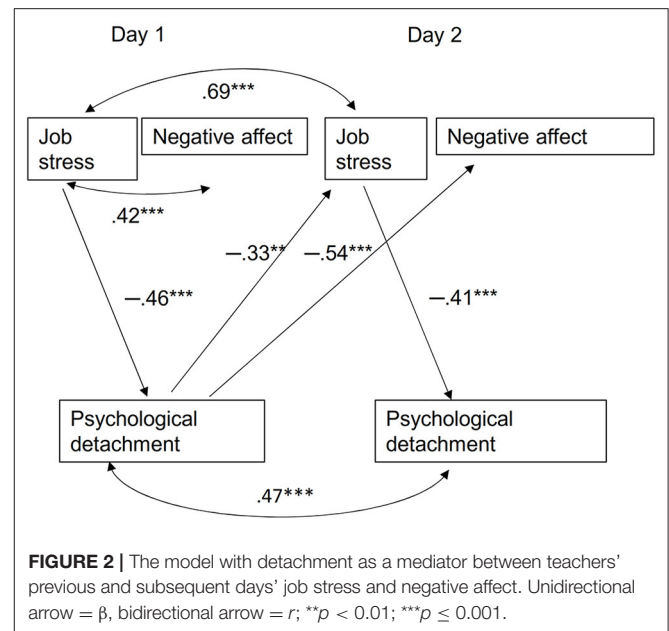 Day 1 Day 2
.69***
Job Negative affect Job Negative affect
stress stress
.42***
−.33** −.54***
−.46*** −.41***
Psychological Psychological
detachment detachment
.47***
FIGURE 2 | The model with detachment as a mediator between teachers’
previous and subsequent days’ job stress and negative affect. Unidirectional
arrow = β, bidirectional arrow = r; **p < 0.01; ***p ≤ 0.001.